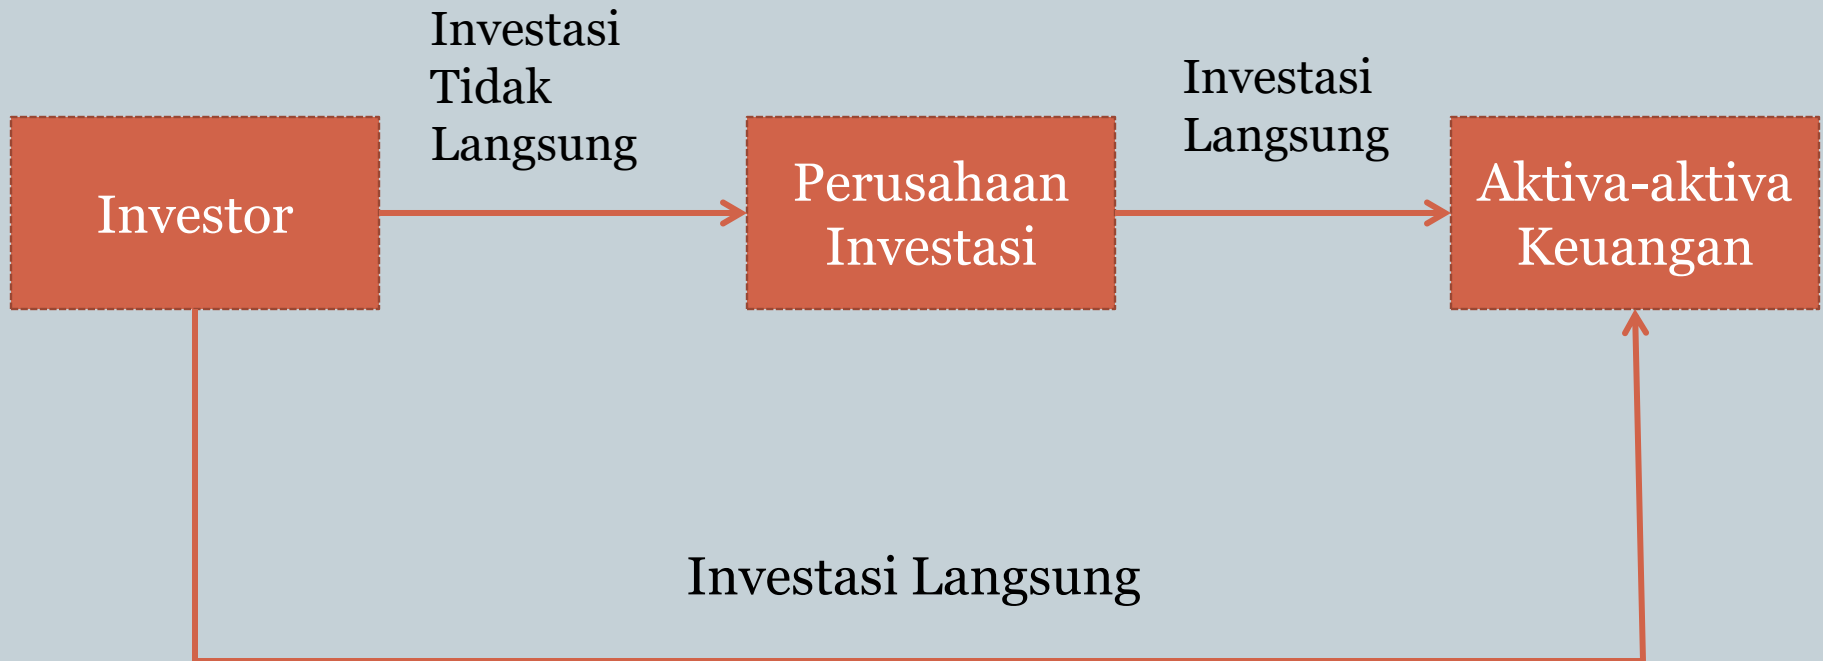 Investasi
Tidak
Langsung
Investasi
Langsung
Investor
Perusahaan
Investasi
Aktiva-aktiva
Keuangan
Investasi Langsung